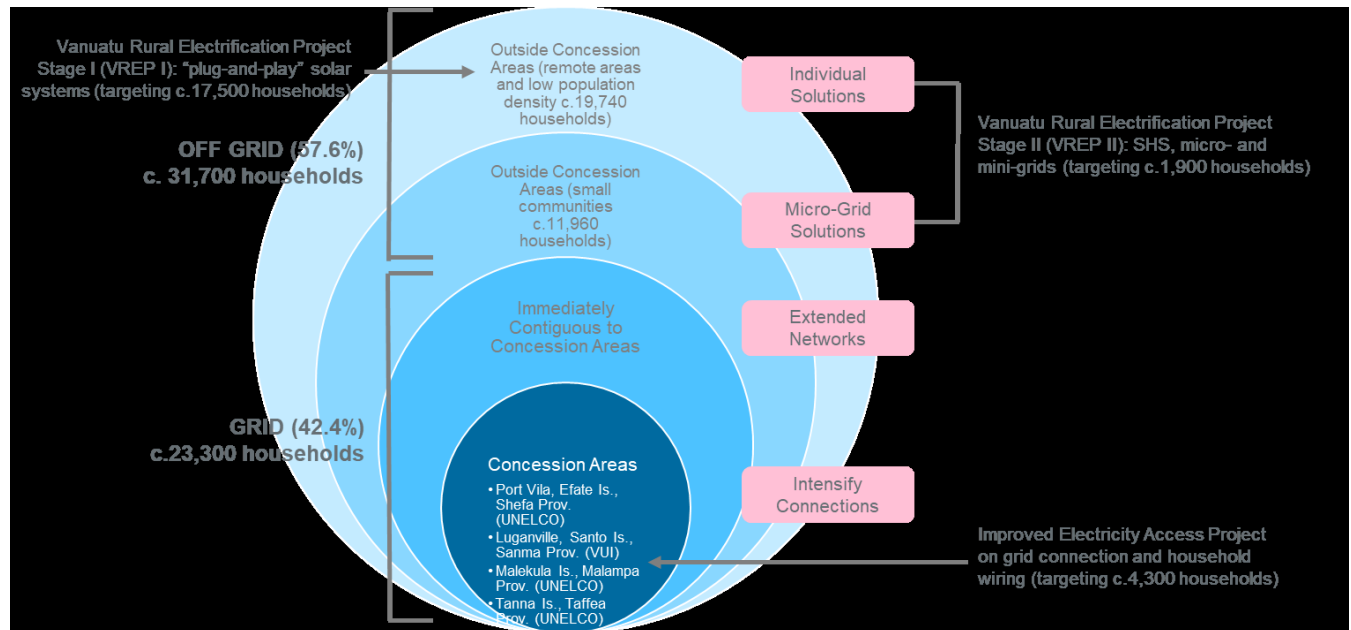 Vanuatu Rural Electrification Project
Stage I (VREP I): “plug-and-play” solar
systems (targeting c.17,500 households)
OFF GRID (57.6%)
c. 31,700 households
GRID (42.4%)
c.23,300 households
Outside Concession
Areas (remote areas
and low population
density c.19,740
households)
Outside Concession
Areas (small
communities
c.11,960
households)
Immediately
Contiguous to
Concession Areas
Concession Areas
• Port Vila, Efate Is.,
Shefa Prov.
(UNELCO)
• Luganville, Santo Is.,
Sanma Prov. (VUI)
• Malekula Is., Malampa
Prov. (UNELCO)
• Tanna Is., Taffea
Prov. (UNELCO)
Individual
Solutions
Micro-Grid
Solutions
Extended
Networks
Intensify
Connections
Vanuatu Rural Electrification Project
Stage II (VREP II): SHS, micro- and
mini-grids (targeting c.1,900 households)
Improved Electricity Access Project
on grid connection and household
wiring (targeting c.4,300 households)